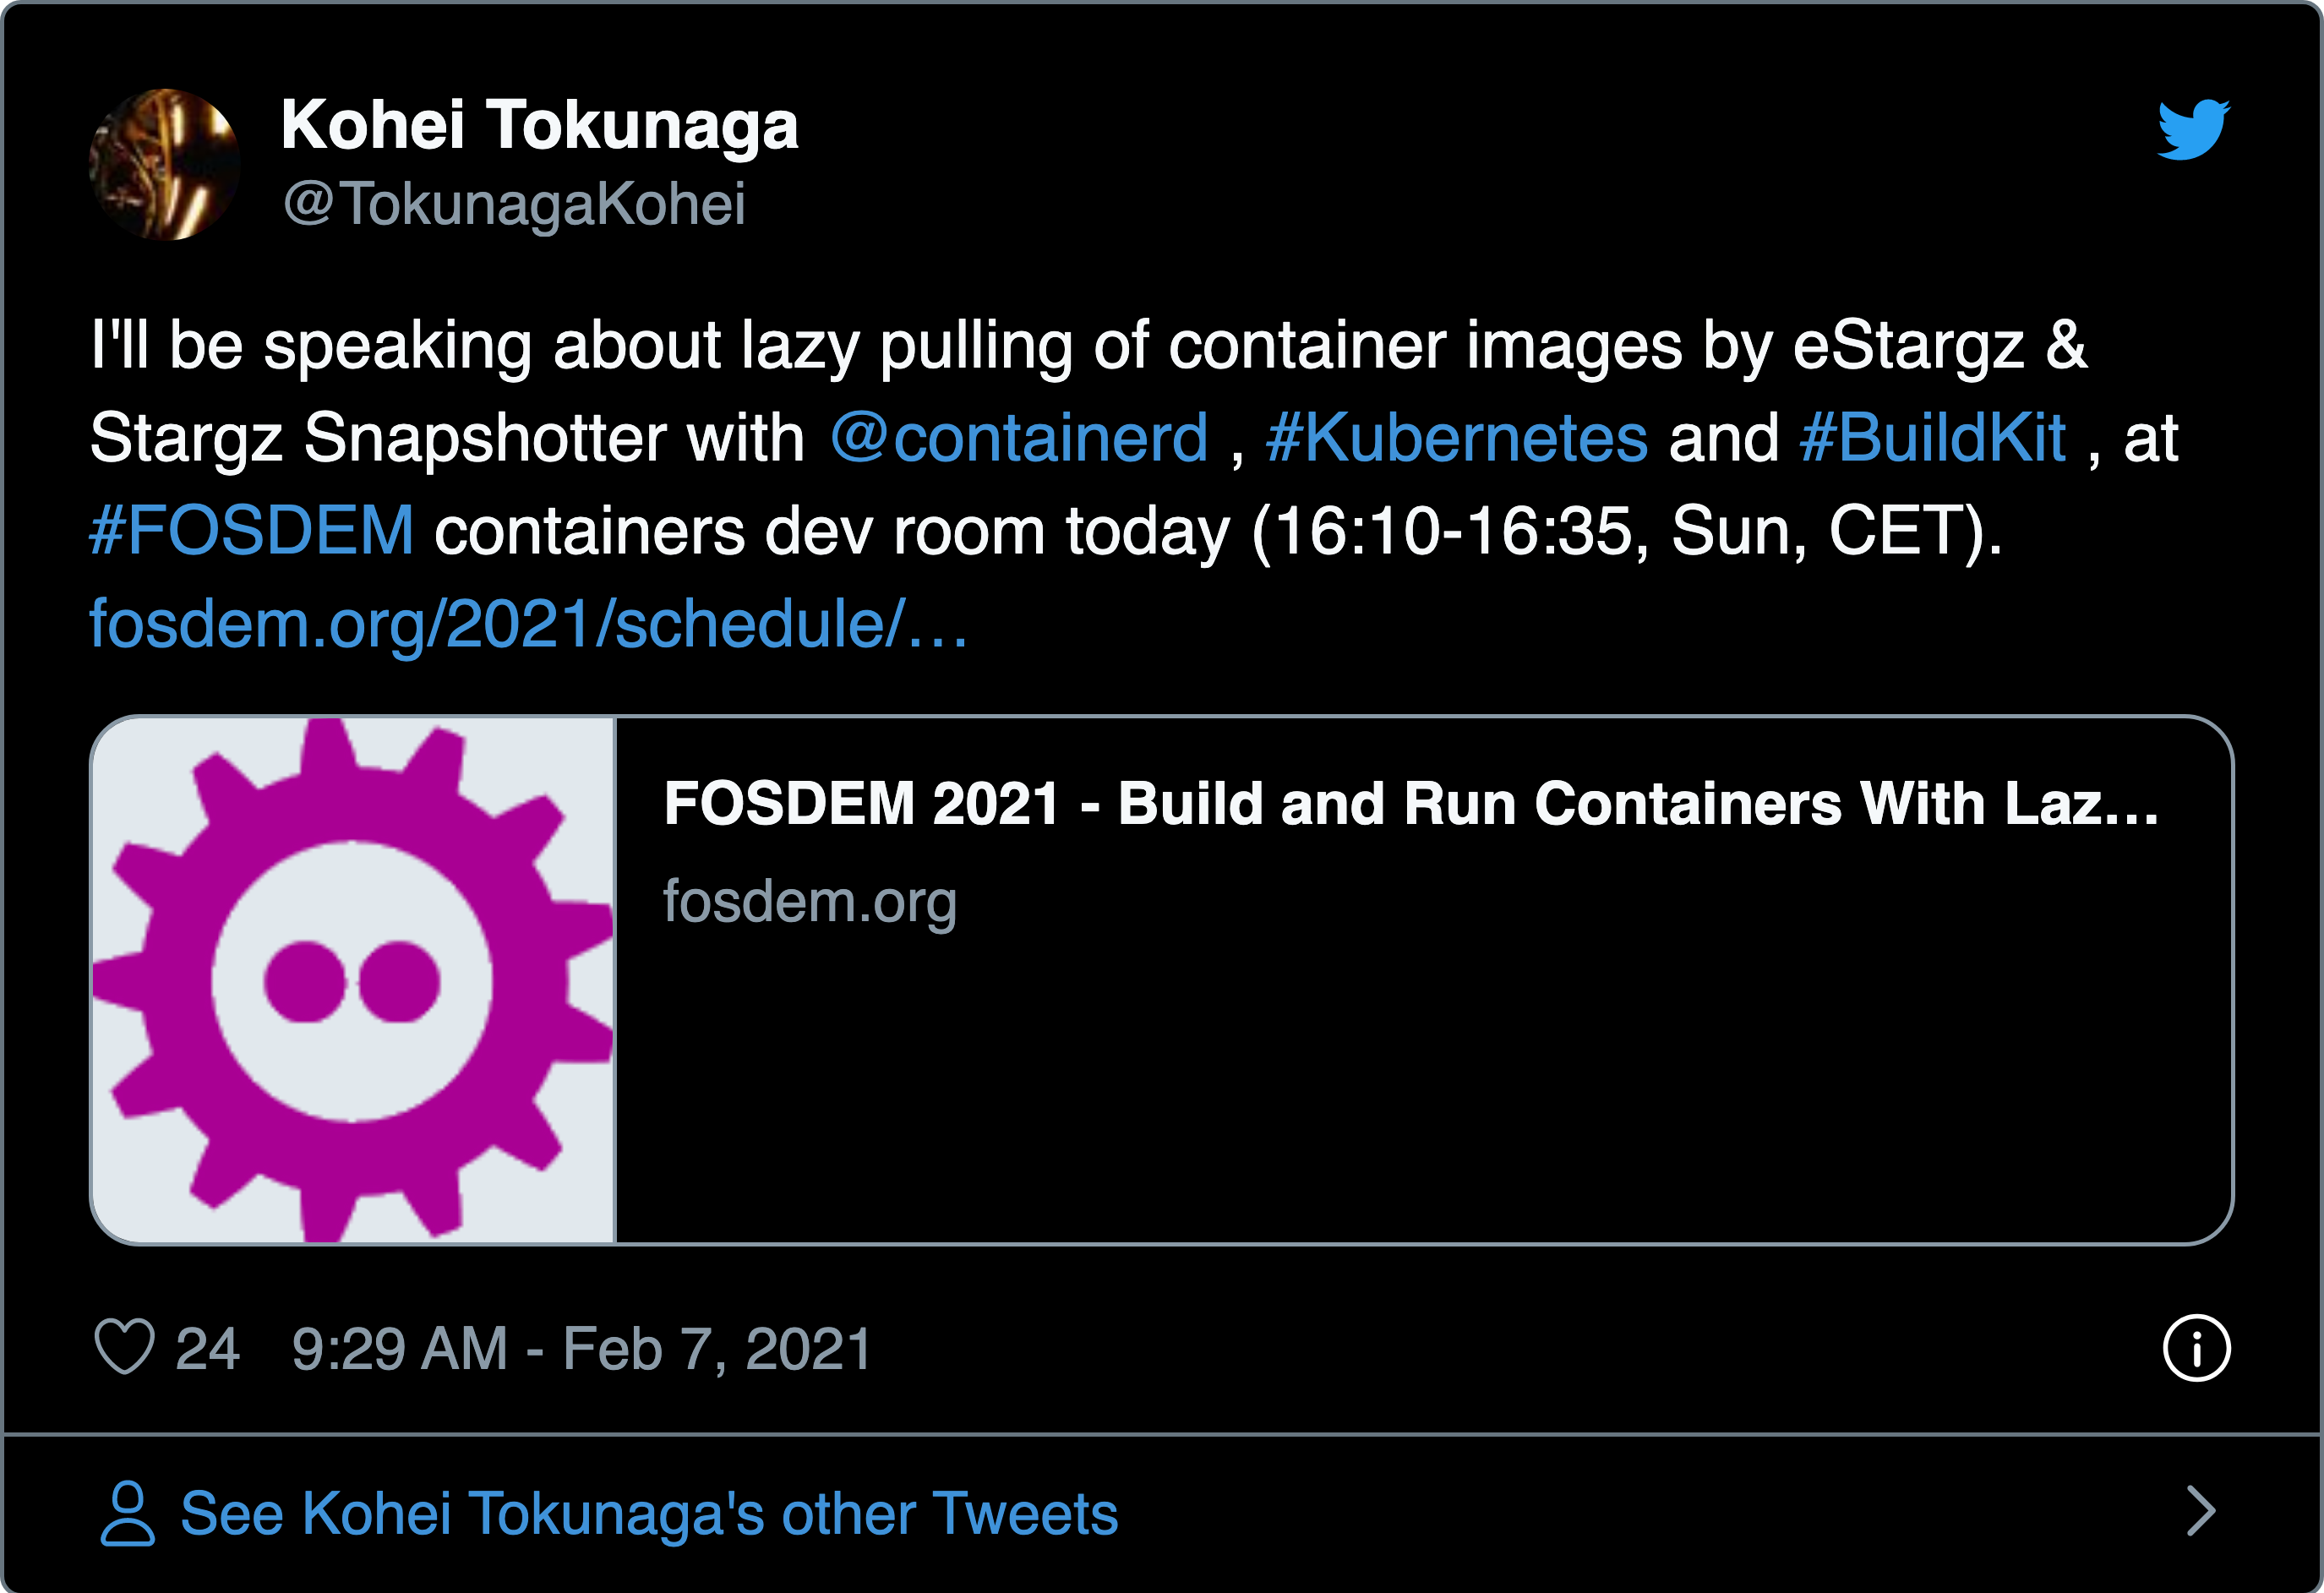 Kohei Tokunaga
@TokunagaKohei
I'll be speaking about lazy pulling of container images by eStargz &
Stargz Snapshotter with @containerd , #Kubernetes and #BuildKit , at
#FOSDEM containers dev room today (16:10-16:35, Sun, CET).
fosdem.org/2021/schedule/…
FOSDEM 2021 - Build and Run Containers With Laz…
fosdem.org
24 9:29 AM - Feb 7, 2021
See Kohei Tokunaga's other Tweets